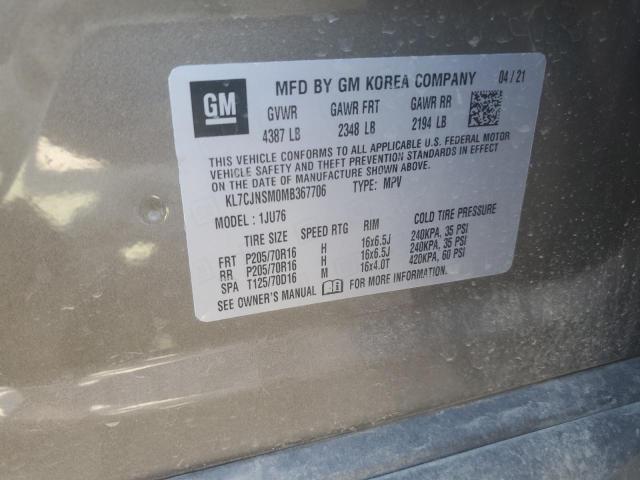 GM MFD BY GM KOREA COMPANY 04/21
GVWR GAWR FRT GAWR RR
4387 LB 2348 LB 2194 LB
THIS VEHICLE CONFORMS TO ALL APPLICABLE U.S. FEDERAL MOTOR
VEHICLE SAFETY AND THEFT PREVENTION STANDARDS IN EFFECT
ON THE DATE OF MANUFACTURE SHOWN ABOVE.
KL7CJNSM0MB367706 TYPE: MPV
MODEL: 1JU76
TIRE SIZE SPEED RTG RIM COLD TIRE PRESSURE
FRT P205/70R16 H 16x6.5J 240KPA, 35 PSI
RR P205/70R16 H 16x6.5J 240KPA, 35 PSI
SPA T125/70D16 M 16x4.0T 420KPA, 60 PSI
SEE OWNER'S MANUAL FOR MORE INFORMATION.